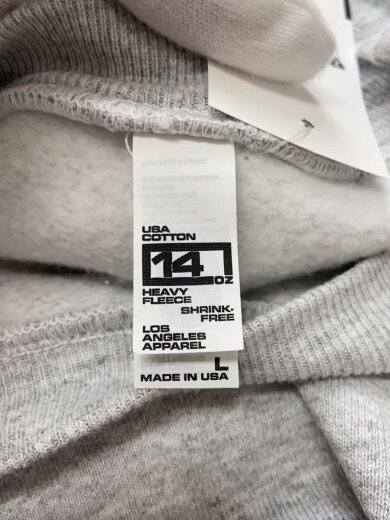 USA
COTTON
14
OZ
HEAVY
FLEECE
SHRINK-
FREE
LOS
ANGELES
APPAREL
L
MADE IN USA